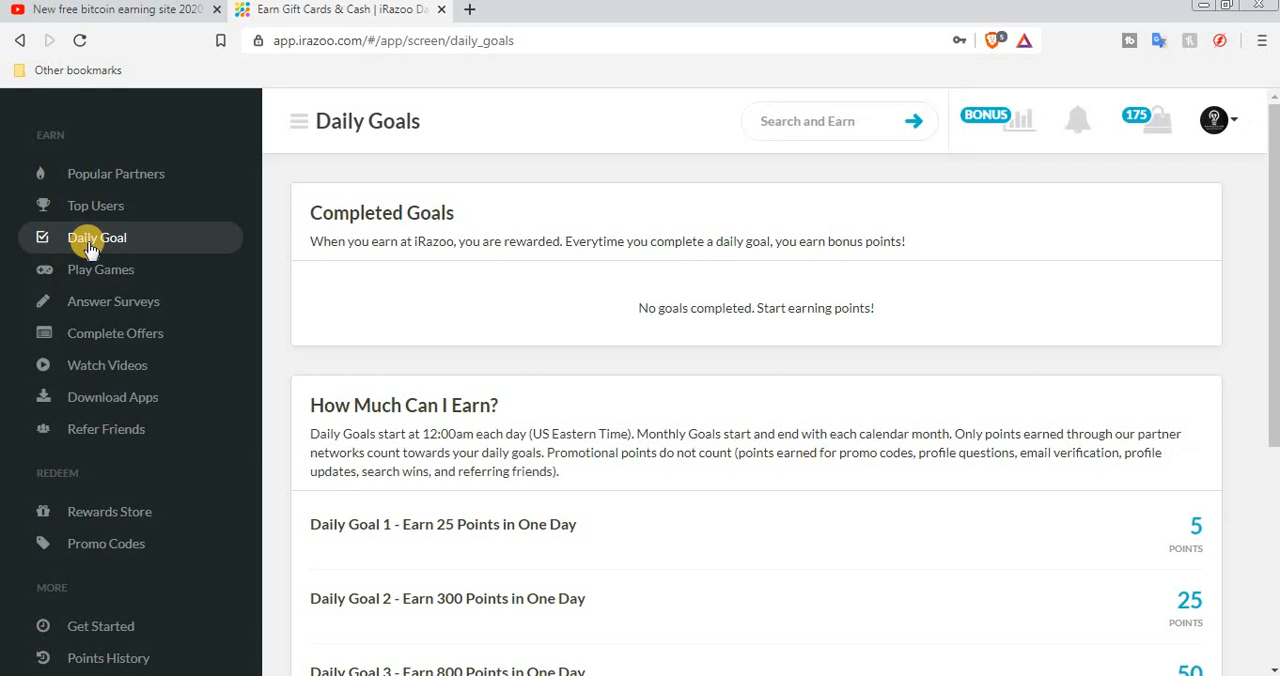 New free bitcoin earning site 2020
Earn Gift Cards & Cash | iRazoo Da
app.irazoo.com/#/app/screen/daily_goals
5
Other bookmarks
EARN
Popular Partners
Top Users
Daily Goal
Play Games
Answer Surveys
Complete Offers
Watch Videos
Download Apps
Refer Friends
REDEEM
Rewards Store
Promo Codes
MORE
Get Started
Points History
Daily Goals
Search and Earn
BONUS
175
Completed Goals
When you earn at iRazoo, you are rewarded. Everytime you complete a daily goal, you earn bonus points!
No goals completed. Start earning points!
How Much Can I Earn?
Daily Goals start at 12:00am each day (US Eastern Time). Monthly Goals start and end with each calendar month. Only points earned through our partner
networks count towards your daily goals. Promotional points do not count (points earned for promo codes, profile questions, email verification, profile
updates, search wins, and referring friends).
Daily Goal 1 - Earn 25 Points in One Day
5
POINTS
Daily Goal 2 - Earn 300 Points in One Day
25
POINTS
Daily Goal 3 - Earn 800 Points in One Day
50